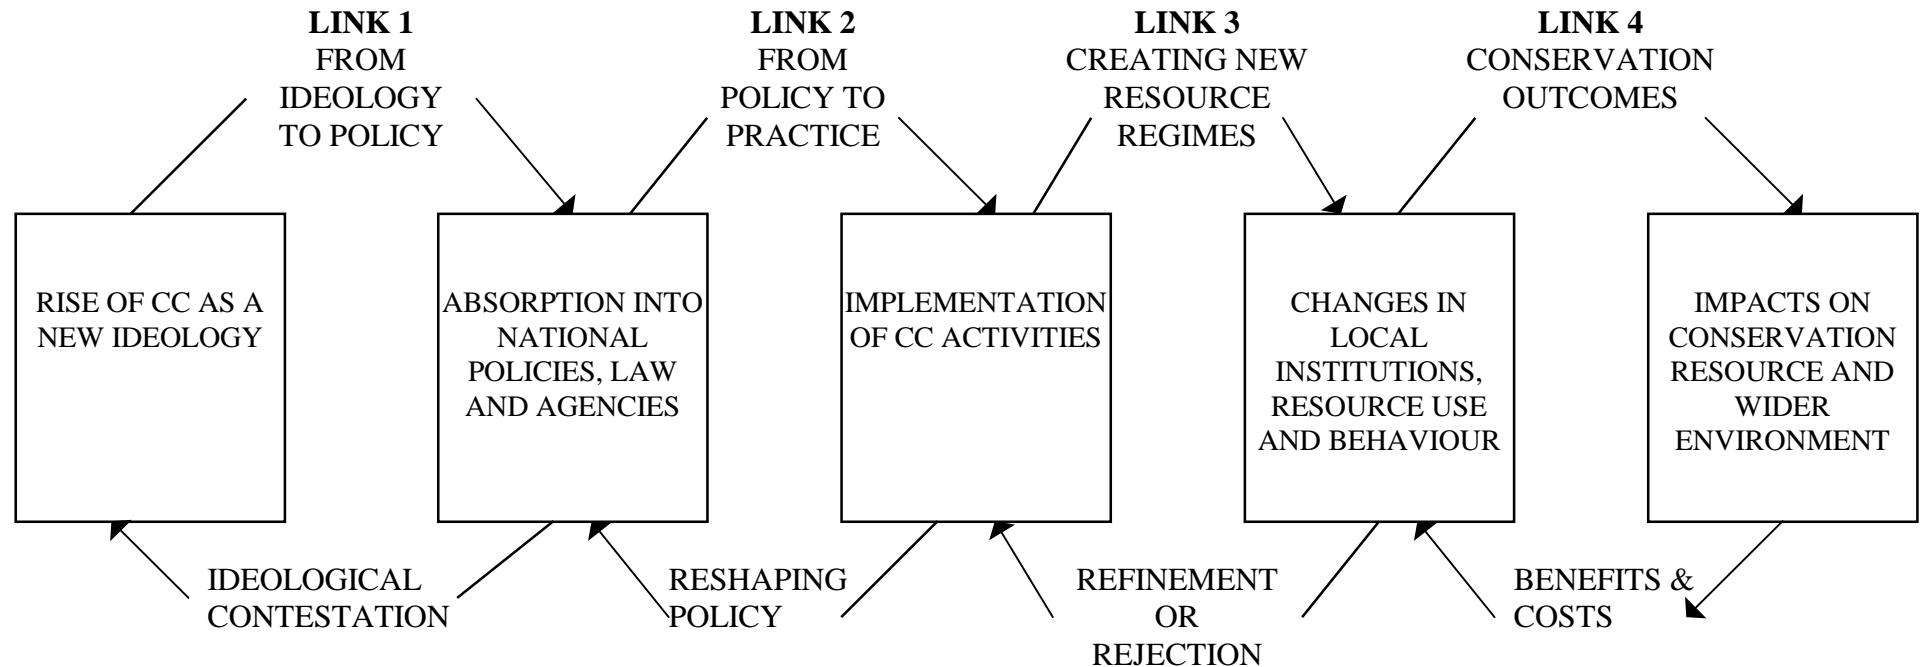 LINK 1
FROM
IDEOLOGY
TO POLICY
LINK 2
FROM
POLICY TO
PRACTICE
LINK 3
CREATING NEW
RESOURCE
REGIMES
LINK 4
CONSERVATION
OUTCOMES
RISE OF CC AS A
NEW IDEOLOGY
ABSORPTION INTO
NATIONAL
POLICIES, LAW
AND AGENCIES
IMPLEMENTATION
OF CC ACTIVITIES
CHANGES IN
LOCAL
INSTITUTIONS,
RESOURCE USE
AND BEHAVIOUR
IMPACTS ON
CONSERVATION
RESOURCE AND
WIDER
ENVIRONMENT
IDEOLOGICAL
CONTESTATION
RESHAPING
POLICY
REFINEMENT
OR
REJECTION
BENEFITS &
COSTS